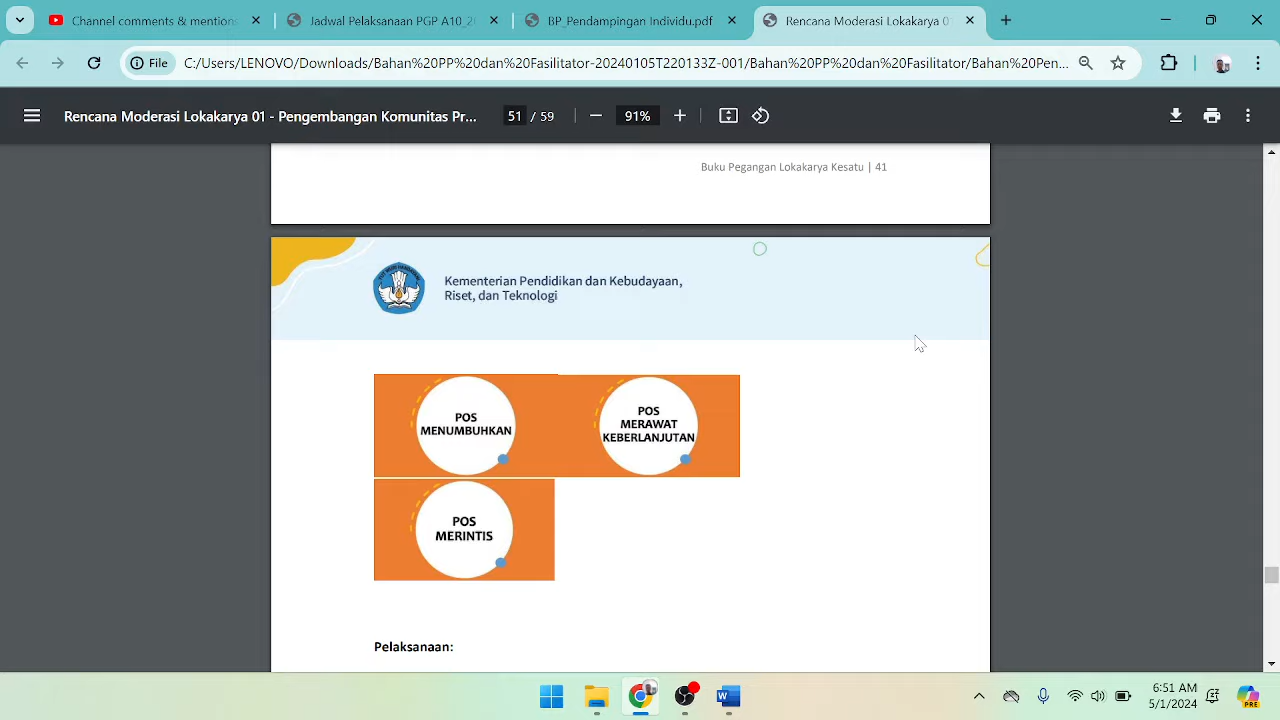 Channel comments & mentions
Jadwal Pelaksanaan PGP A10_2
BP_Pendampingan Individu.pdf
Rencana Moderasi Lokakarya 0
File
C:/Users/LENOVO/Downloads/Bahan%20PP%20dan%20Fasilitator-20240105T220133Z-001/Bahan%20PP%20dan%20Fasilitator/Bahan%20Pen...
Rencana Moderasi Lokakarya 01 - Pengembangan Komunitas Pr...
51 / 59
91%
Buku Pegangan Lokakarya Kesatu | 41
Kementerian Pendidikan dan Kebudayaan,
Riset, dan Teknologi
POS
MENUMBUHKAN
POS
MERAWAT
KEBERLANJUTAN
POS
MERINTIS
Pelaksanaan:
6:51 AM
5/1/2024
PRE